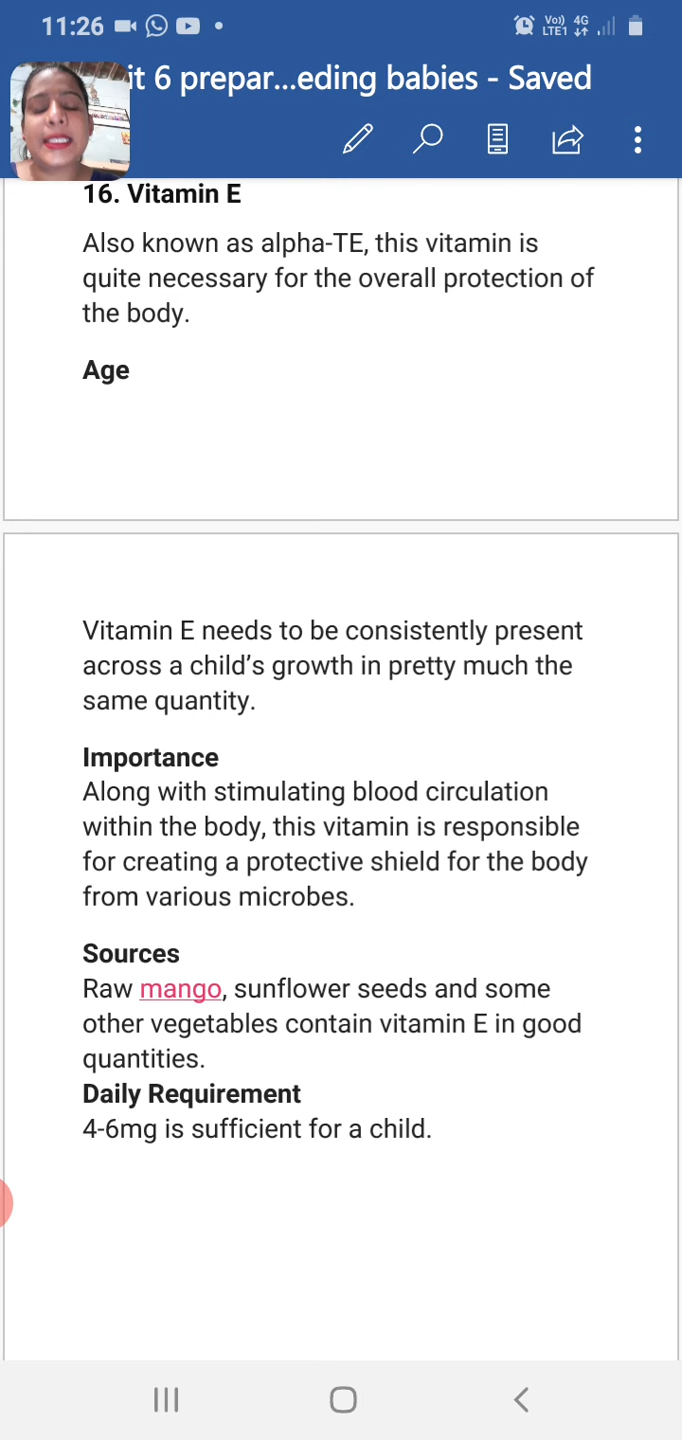 11:26
Vo)) 4G
LTE1
it 6 prepar...eding babies - Saved
16. Vitamin E
Also known as alpha-TE, this vitamin is
quite necessary for the overall protection of
the body.
Age
Vitamin E needs to be consistently present
across a child’s growth in pretty much the
same quantity.
Importance
Along with stimulating blood circulation
within the body, this vitamin is responsible
for creating a protective shield for the body
from various microbes.
Sources
Raw mango, sunflower seeds and some
other vegetables contain vitamin E in good
quantities.
Daily Requirement
4-6mg is sufficient for a child.